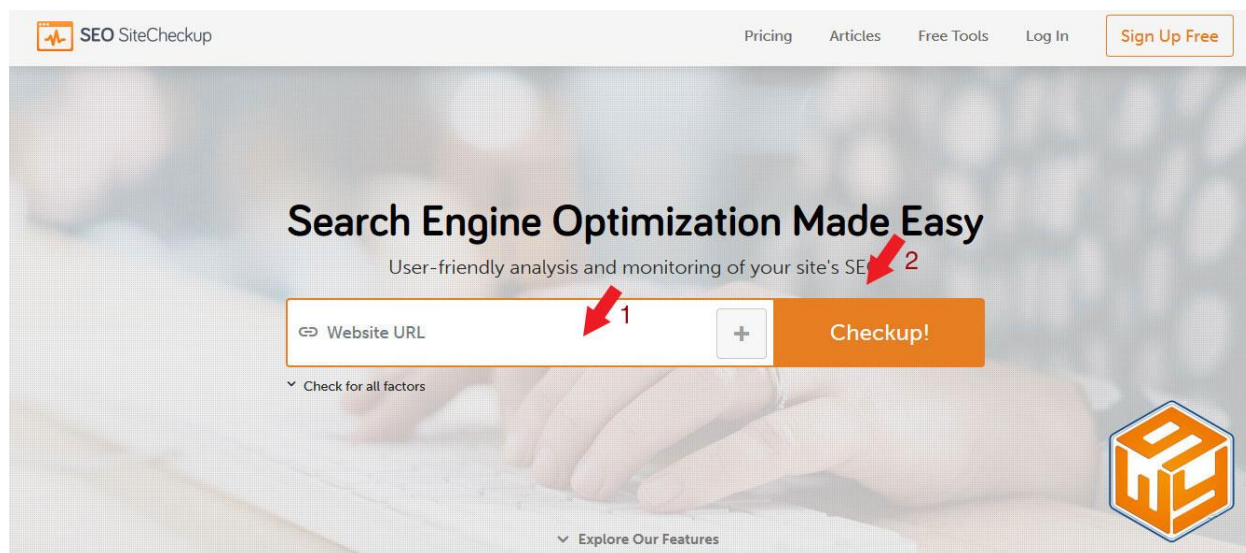 SEO SiteCheckup
Pricing
Articles
Free Tools
Log In
Sign Up Free
Search Engine Optimization Made Easy
User-friendly analysis and monitoring of your site's SE
2
1
Website URL
+
Checkup!
Check for all factors
Explore Our Features